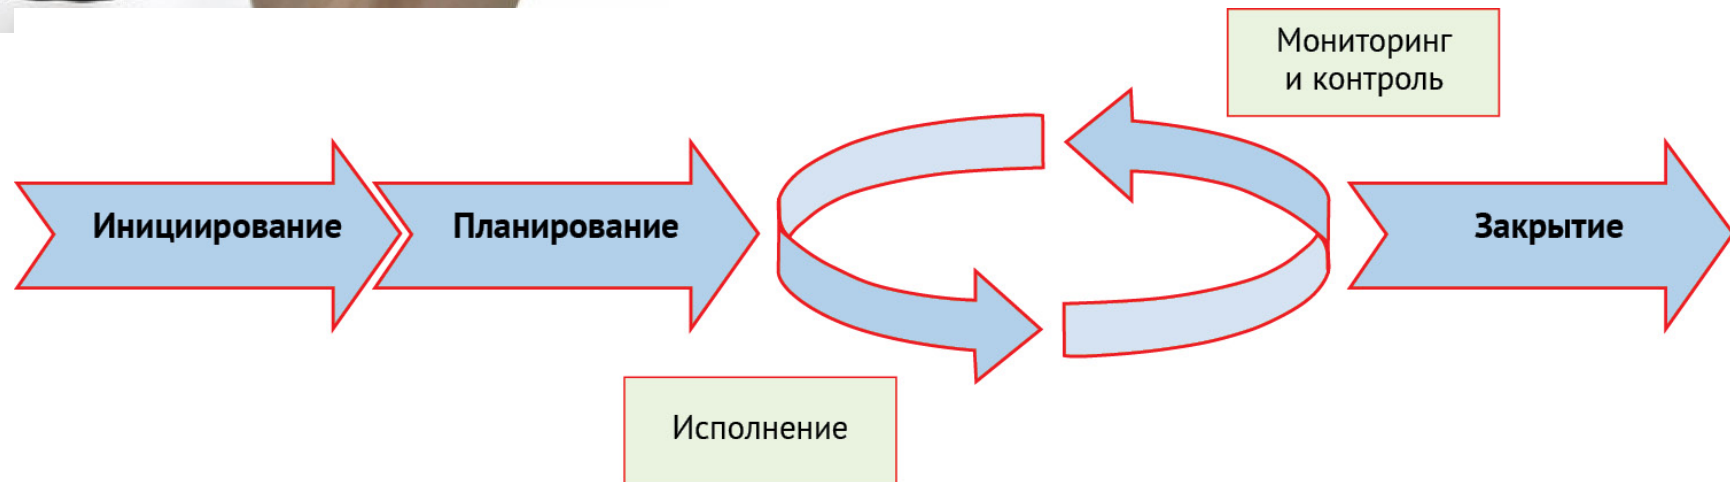 Мониторинг
и контроль
Инициирование
Планирование
Закрытие
Исполнение